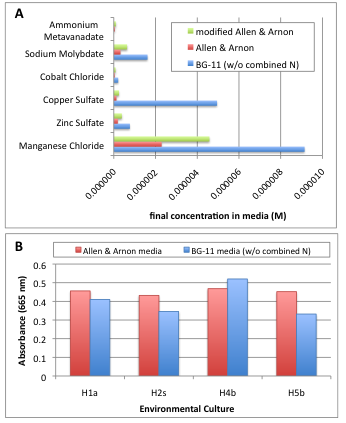 A
Ammonium
Metavanadate
Sodium Molybdate
Cobalt Chloride
Copper Sulfate
Zinc Sulfate
Manganese Chloride
modified Allen & Arnon
Allen & Arnon
BG-11 (w/o combined N)
0.000000
0.000002
0.000004
0.000006
0.000008
0.000010
final concentration in media (M)
B
Allen & Arnon media
BG-11 media (w/o combined N)
Absorbance (665 nm)
0.6
0.5
0.4
0.3
0.2
0.1
0
H1a
H2s
H4b
H5b
Environmental Culture